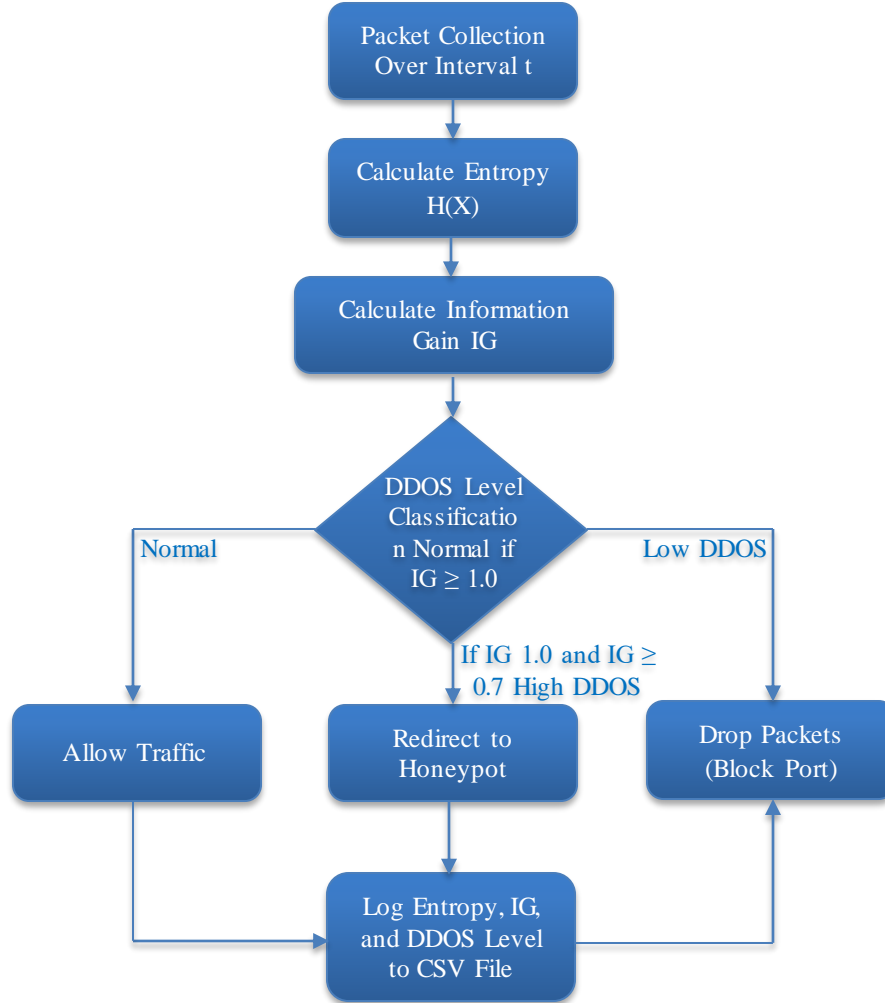 Packet Collection
Over Interval t
Calculate Entropy
H(X)
Calculate Information
Gain IG
DDOS Level
Classificatio
n Normal if
IG ≥ 1.0
Normal
Low DDOS
If IG 1.0 and IG ≥
0.7 High DDOS
Allow Traffic
Redirect to
Honeypot
Drop Packets
(Block Port)
Log Entropy, IG,
and DDOS Level
to CSV File